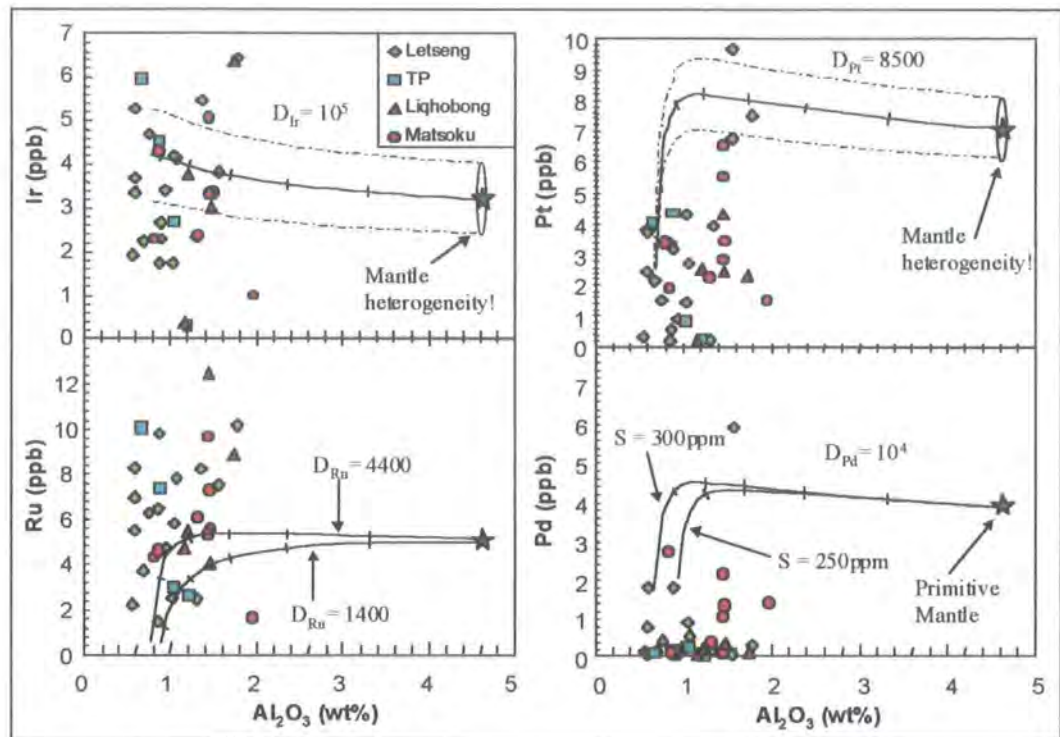 7
6
5
4
3
2
1
0
Ir (ppb)
D_Ir = 10⁵
Letseng
TP
Liqhobong
Matsoku
Mantle
heterogeneity!
10
9
8
7
6
5
4
3
2
1
0
Pt (ppb)
D_Pt = 8500
Mantle
heterogeneity!
12
10
8
6
4
2
0
Ru (ppb)
D_Ru = 4400
D_Ru = 1400
0 1 2 3 4 5
Al₂O₃ (wt%)
7
6
5
4
3
2
1
0
Pd (ppb)
S = 300ppm
D_Pd = 10⁴
S = 250ppm
Primitive
Mantle
0 1 2 3 4 5
Al₂O₃ (wt%)